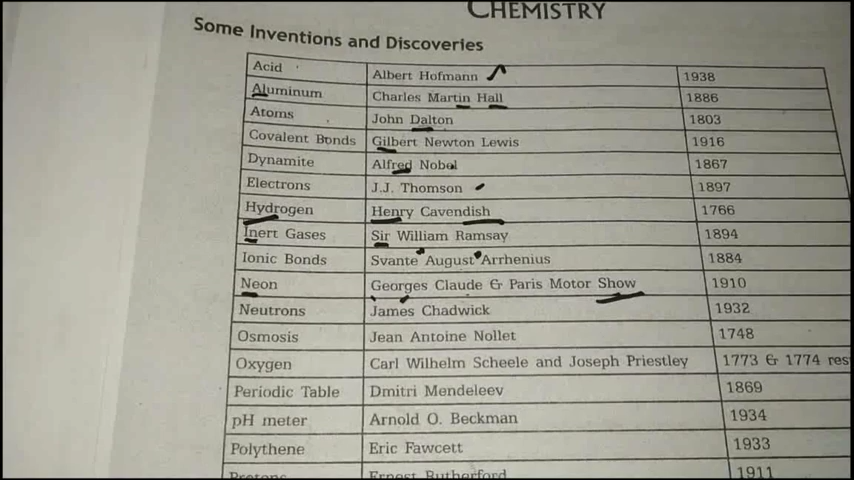 CHEMISTRY
Some Inventions and Discoveries
Acid Albert Hofmann 1938
Aluminum Charles Martin Hall 1886
Atoms John Dalton 1803
Covalent Bonds Gilbert Newton Lewis 1916
Dynamite Alfred Nobel 1867
Electrons J.J. Thomson 1897
Hydrogen Henry Cavendish 1766
Inert Gases Sir William Ramsay 1894
Ionic Bonds Svante August Arrhenius 1884
Neon Georges Claude & Paris Motor Show 1910
Neutrons James Chadwick 1932
Osmosis Jean Antoine Nollet 1748
Oxygen Carl Wilhelm Scheele and Joseph Priestley 1773 & 1774 res
Periodic Table Dmitri Mendeleev 1869
pH meter Arnold O. Beckman 1934
Polythene Eric Fawcett 1933
Protons Ernest Rutherford 1911